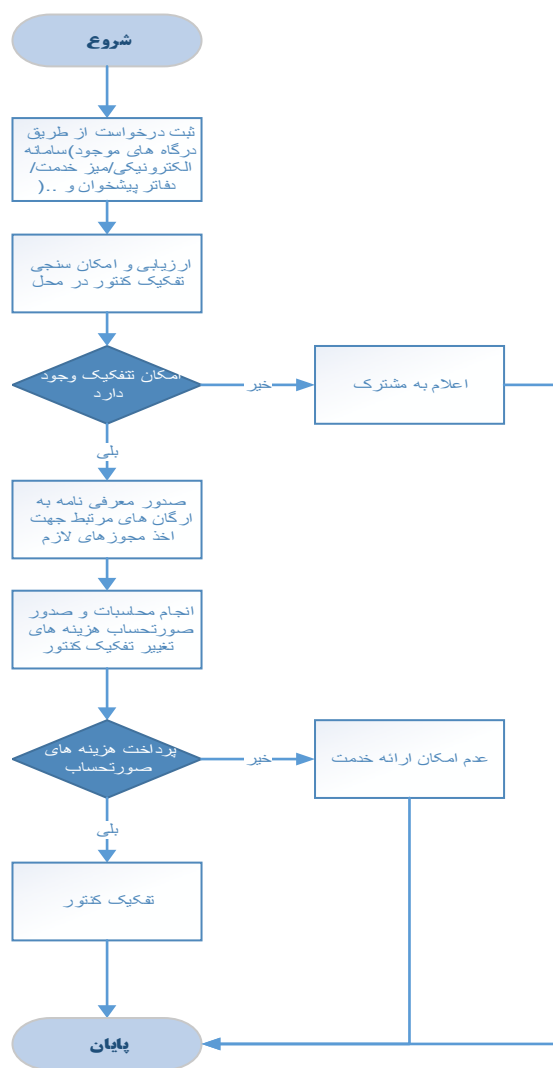 شروع
ثبت درخواست از طریق
درگاه های موجود)سامانه
الکترونیکی/میز خدمت/
دفاتر پیشخوان و ..(
ارزیابی و امکان سنجی
تفکیک کنتور در محل
امکان تتفکیک وجود
دارد
خیر
اعلام به مشترک
بلی
صدور معرفی نامه به
ارگان های مرتبط جهت
اخذ مجوزهای لازم
انجام محاسبات و صدور
صورتحساب هزینه های
تغییر تفکیک کنتور
پرداخت هزینه های
صورتحساب
خیر
عدم امکان ارائه خدمت
بلی
تفکیک کنتور
پایان